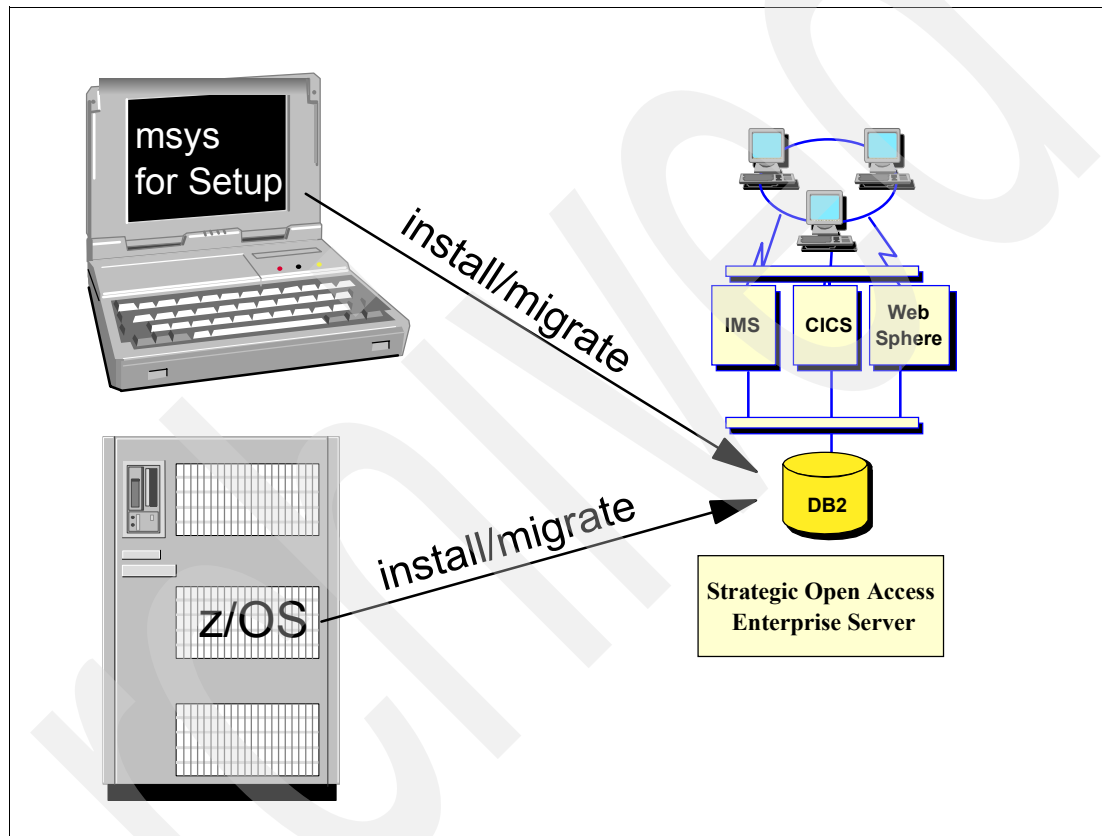 msys
for Setup
install/migrate
IMS
CICS
Web
Sphere
DB2
install/migrate
z/OS
Strategic Open Access
Enterprise Server